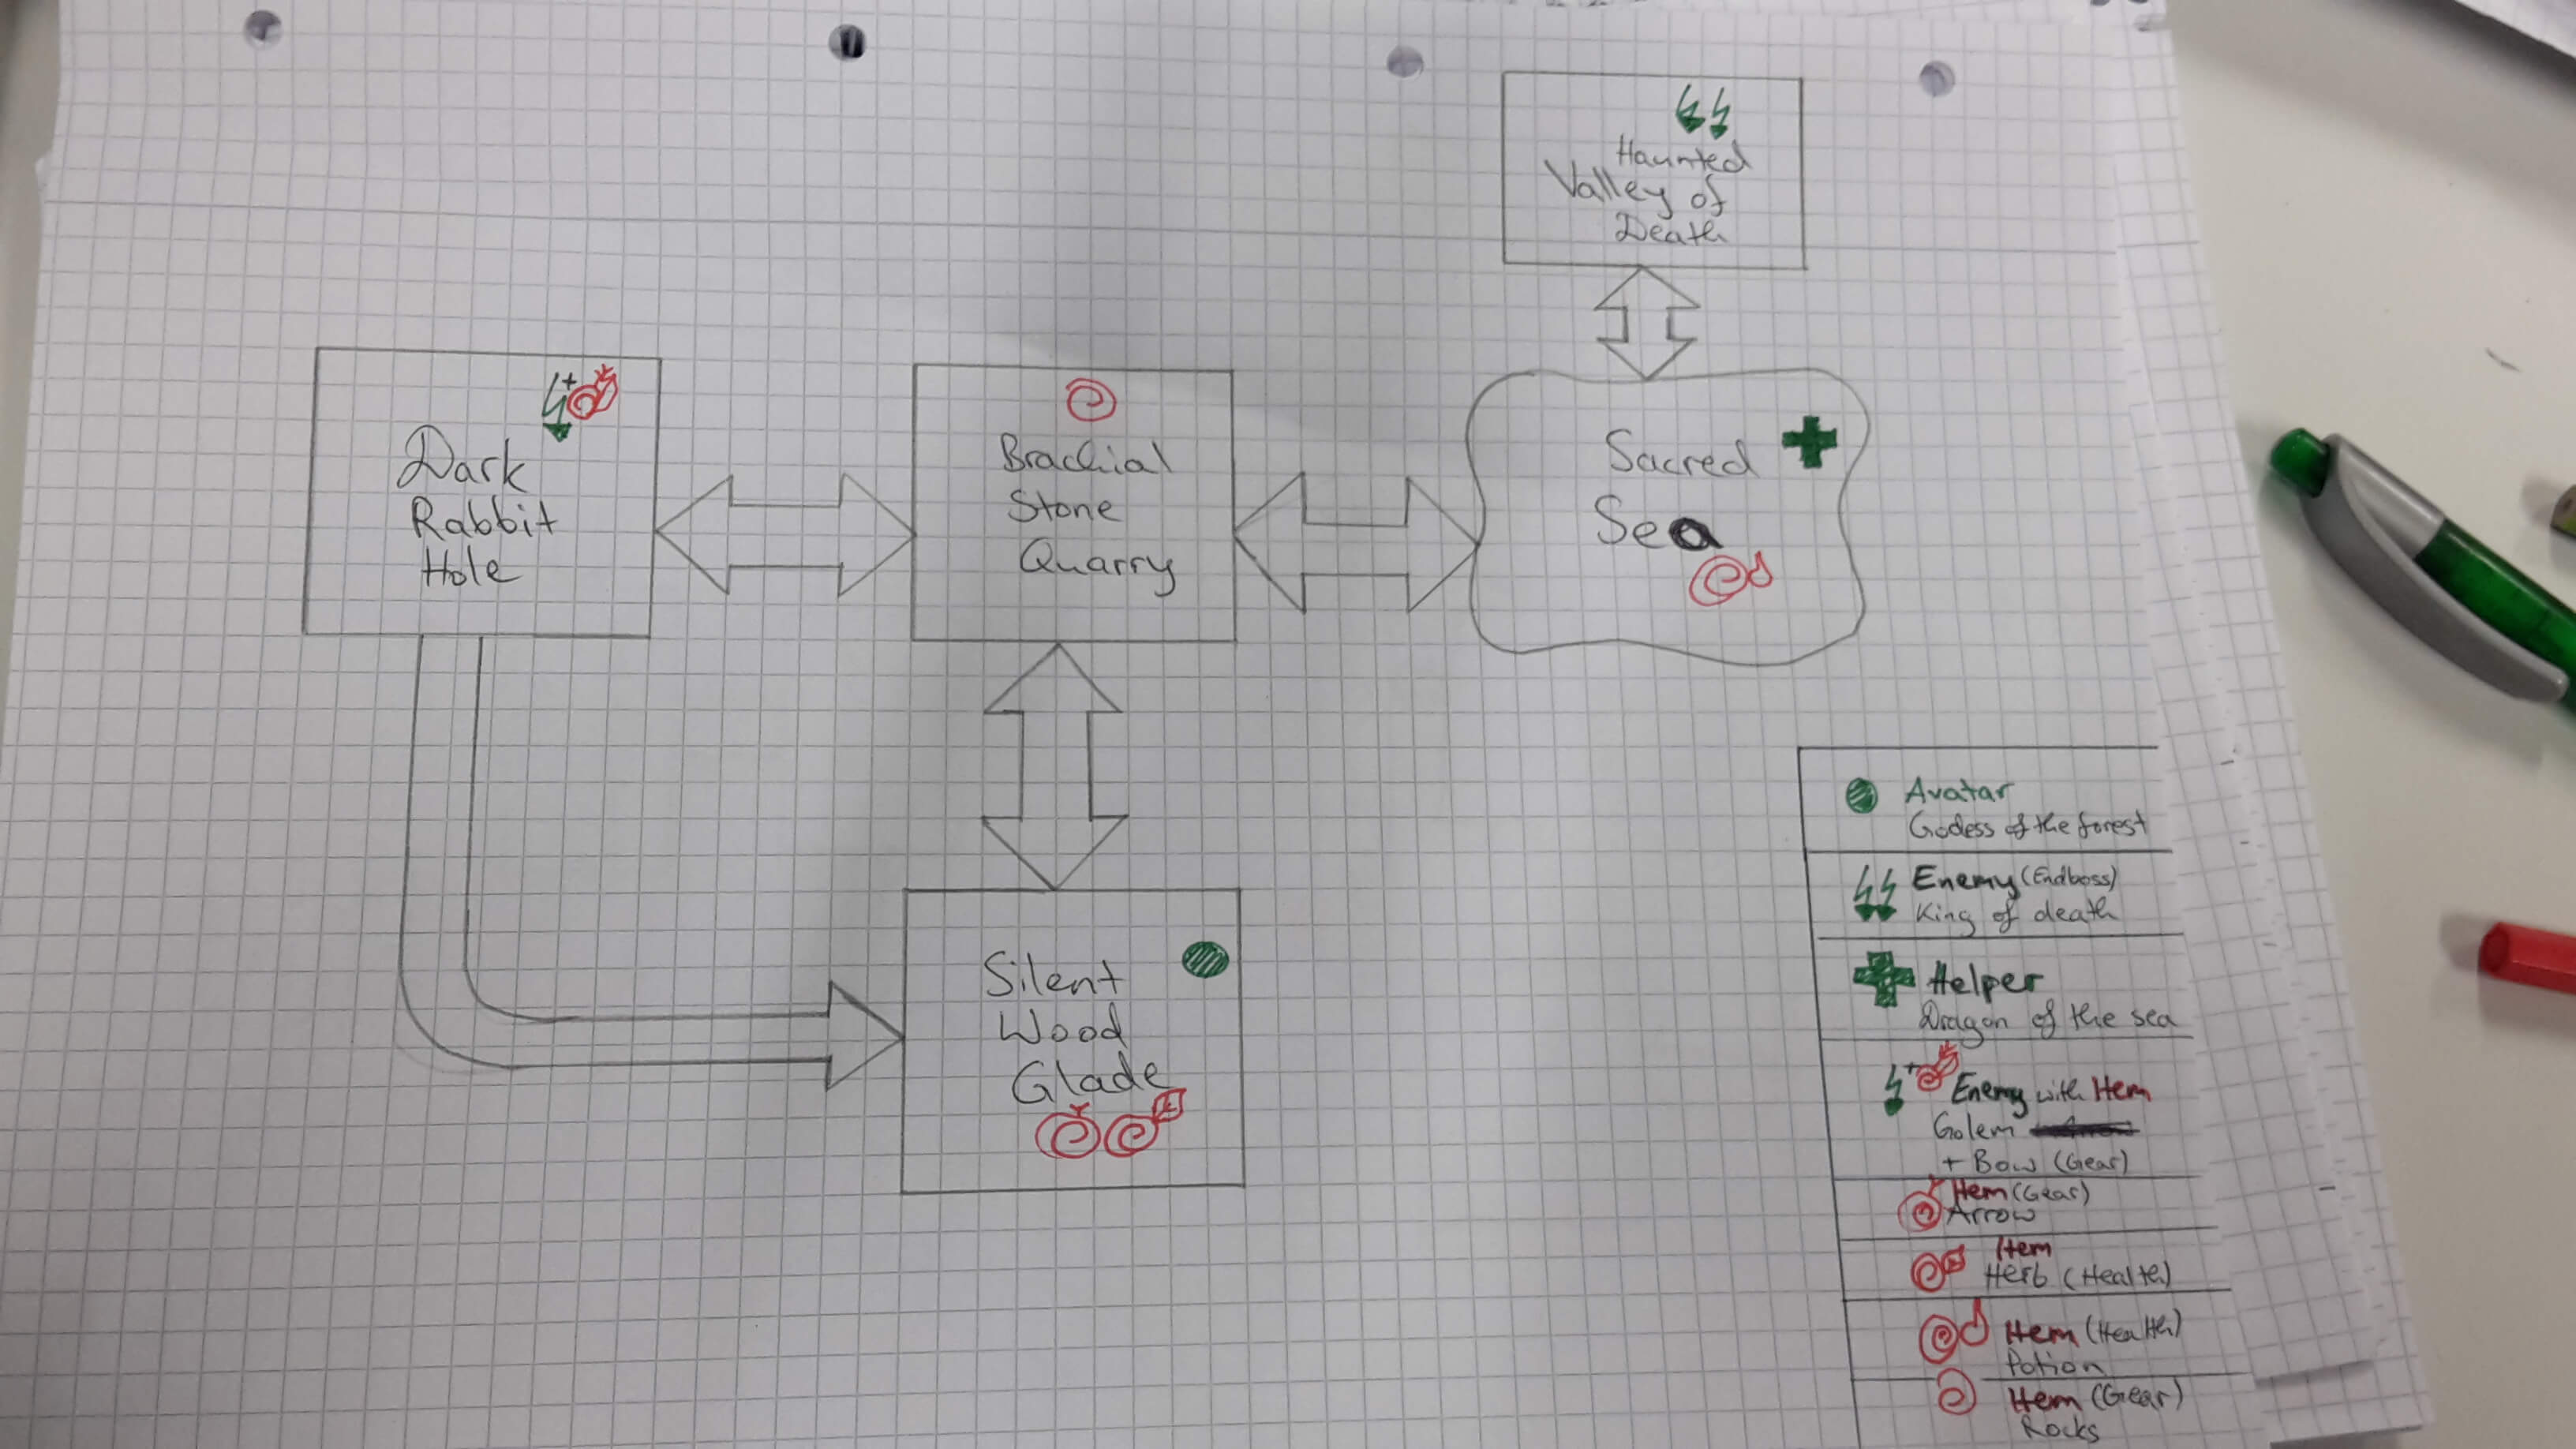 Haunted
Valley of
Death
Dark
Rabbit
Hole
Brachial
Stone
Quarry
Sacred
Sea
Silent
Wood
Glade
Avatar
Godess of the forest
Enemy (Endboss)
King of death
Helper
Dragon of the sea
Enemy with Item
Golem
+ Bow (Gear)
Item (Gear)
Arrow
Item
Herb (Health)
Item (Health)
Potion
Item (Gear)
Rocks